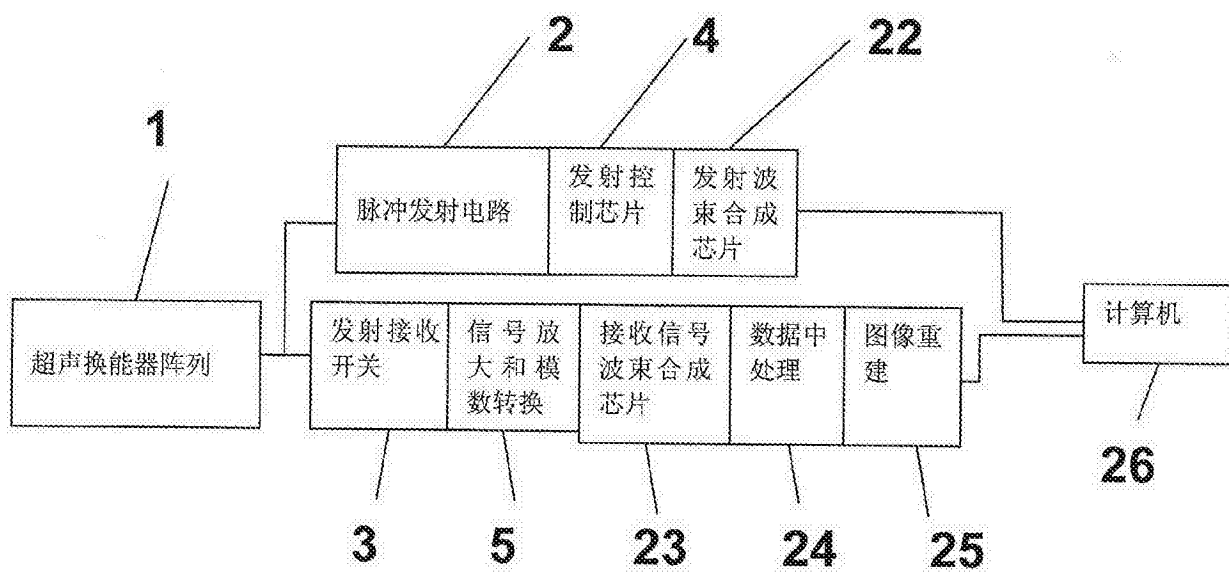 2
4
22
1
脉冲发射电路
发射控
制芯片
发射波
束合成
芯片
超声换能器阵列
发射接收
开关
信号放
大和模
数转换
接收信号
波束合成
芯片
数据中
处理
图像重
建
计算机
3
5
23
24
25
26